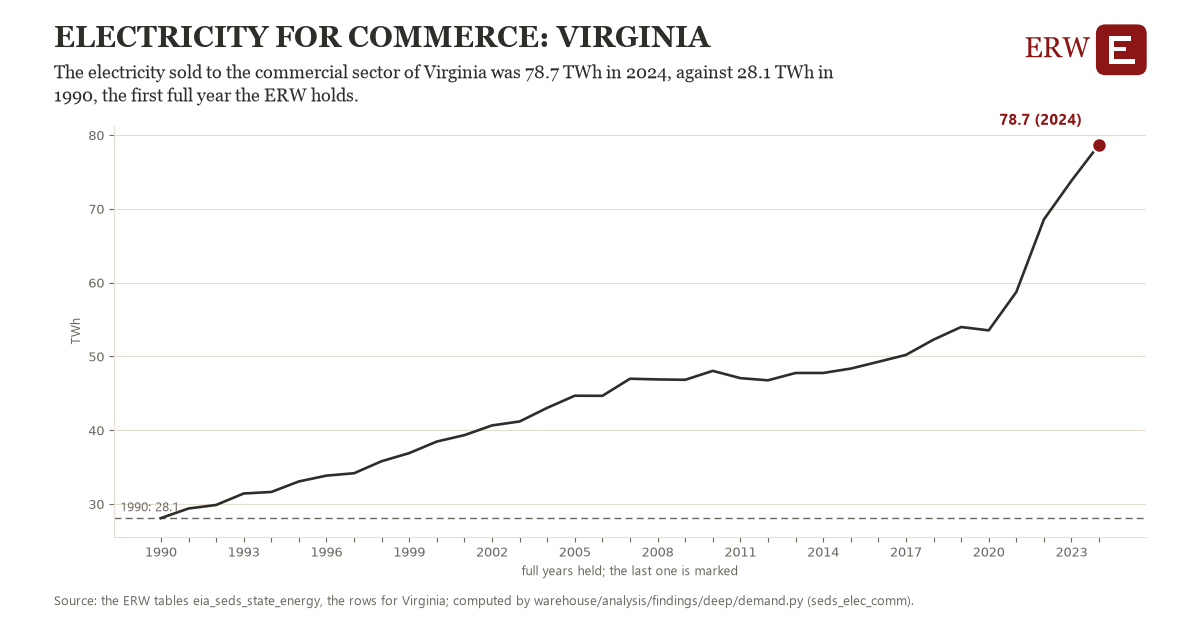 ELECTRICITY FOR COMMERCE: VIRGINIA
The electricity sold to the commercial sector of Virginia was 78.7 TWh in 2024, against 28.1 TWh in
1990, the first full year the ERW holds.
ERW E
78.7 (2024)
80
70
60
50
40
30
TWh
1990: 28.1
1990 1993 1996 1999 2002 2005 2008 2011 2014 2017 2020 2023
full years held; the last one is marked
Source: the ERW tables eia_seds_state_energy, the rows for Virginia; computed by warehouse/analysis/findings/deep/demand.py (seds_elec_comm).